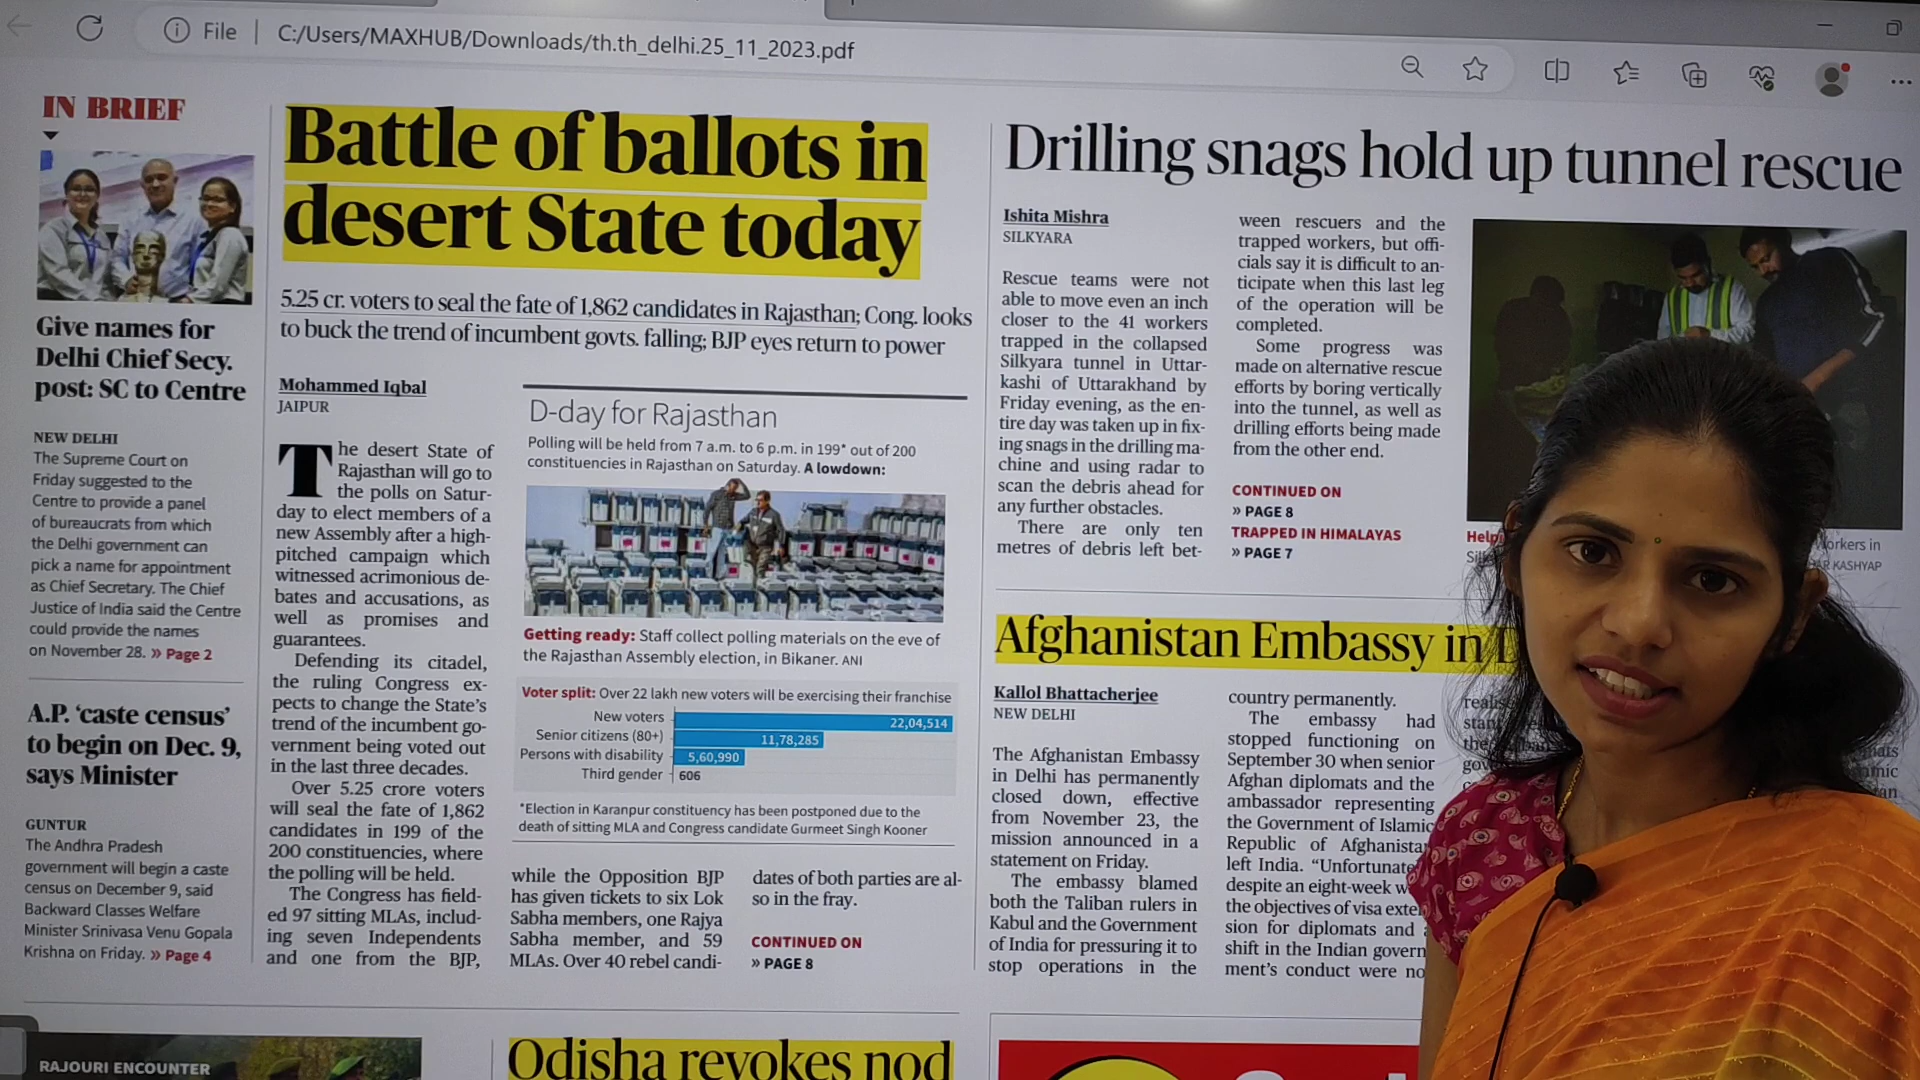 File
C:/Users/MAXHUB/Downloads/th.th_delhi.25_11_2023.pdf
IN BRIEF
Give names for
Delhi Chief Secy.
post: SC to Centre
NEW DELHI
The Supreme Court on
Friday suggested to the
Centre to provide a panel
of bureaucrats from which
the Delhi government can
pick a name for appointment
as Chief Secretary. The Chief
Justice of India said the Centre
could provide the names
on November 28. » Page 2
A.P. ‘caste census’
to begin on Dec. 9,
says Minister
GUNTUR
The Andhra Pradesh
government will begin a caste
census on December 9, said
Backward Classes Welfare
Minister Srinivasa Venu Gopala
Krishna on Friday. » Page 4
RAJOURI ENCOUNTER
Battle of ballots in
desert State today
5.25 cr. voters to seal the fate of 1,862 candidates in Rajasthan; Cong. looks
to buck the trend of incumbent govts. falling; BJP eyes return to power
Mohammed Iqbal
JAIPUR
The desert State of
Rajasthan will go to
the polls on Satur-
day to elect members of a
new Assembly after a high-
pitched campaign which
witnessed acrimonious de-
bates and accusations, as
well as promises and
guarantees.
Defending its citadel,
the ruling Congress ex-
pects to change the State’s
trend of the incumbent go-
vernment being voted out
in the last three decades.
Over 5.25 crore voters
will seal the fate of 1,862
candidates in 199 of the
200 constituencies, where
the polling will be held.
The Congress has field-
ed 97 sitting MLAs, includ-
ing seven Independents
and one from the BJP,
D-day for Rajasthan
Polling will be held from 7 a.m. to 6 p.m. in 199* out of 200
constituencies in Rajasthan on Saturday. A lowdown:
Getting ready: Staff collect polling materials on the eve of
the Rajasthan Assembly election, in Bikaner. ANI
Voter split: Over 22 lakh new voters will be exercising their franchise
New voters 22,04,514
Senior citizens (80+) 11,78,285
Persons with disability 5,60,990
Third gender 606
*Election in Karanpur constituency has been postponed due to the
death of sitting MLA and Congress candidate Gurmeet Singh Kooner
while the Opposition BJP
has given tickets to six Lok
Sabha members, one Rajya
Sabha member, and 59
MLAs. Over 40 rebel candi-
dates of both parties are al-
so in the fray.
CONTINUED ON
» PAGE 8
Odisha revokes nod
Drilling snags hold up tunnel rescue
Ishita Mishra
SILKYARA
Rescue teams were not
able to move even an inch
closer to the 41 workers
trapped in the collapsed
Silkyara tunnel in Uttar-
kashi of Uttarakhand by
Friday evening, as the en-
tire day was taken up in fix-
ing snags in the drilling ma-
chine and using radar to
scan the debris ahead for
any further obstacles.
There are only ten
metres of debris left bet-
ween rescuers and the
trapped workers, but offi-
cials say it is difficult to an-
ticipate when this last leg
of the operation will be
completed.
Some progress was
made on alternative rescue
efforts by boring vertically
into the tunnel, as well as
drilling efforts being made
from the other end.
CONTINUED ON
» PAGE 8
TRAPPED IN HIMALAYAS
» PAGE 7
Workers in
KASHYAP
Afghanistan Embassy in
Kallol Bhattacherjee
NEW DELHI
The Afghanistan Embassy
in Delhi has permanently
closed down, effective
from November 23, the
mission announced in a
statement on Friday.
The embassy blamed
both the Taliban rulers in
Kabul and the Government
of India for pressuring it to
stop operations in the
country permanently.
The embassy had
stopped functioning on
September 30 when senior
Afghan diplomats and the
ambassador representing
the Government of Islamic
Republic of Afghanistan
left India. “Unfortunate
despite an eight-week
the objectives of visa exten
sion for diplomats and
shift in the Indian govern
ment’s conduct were no